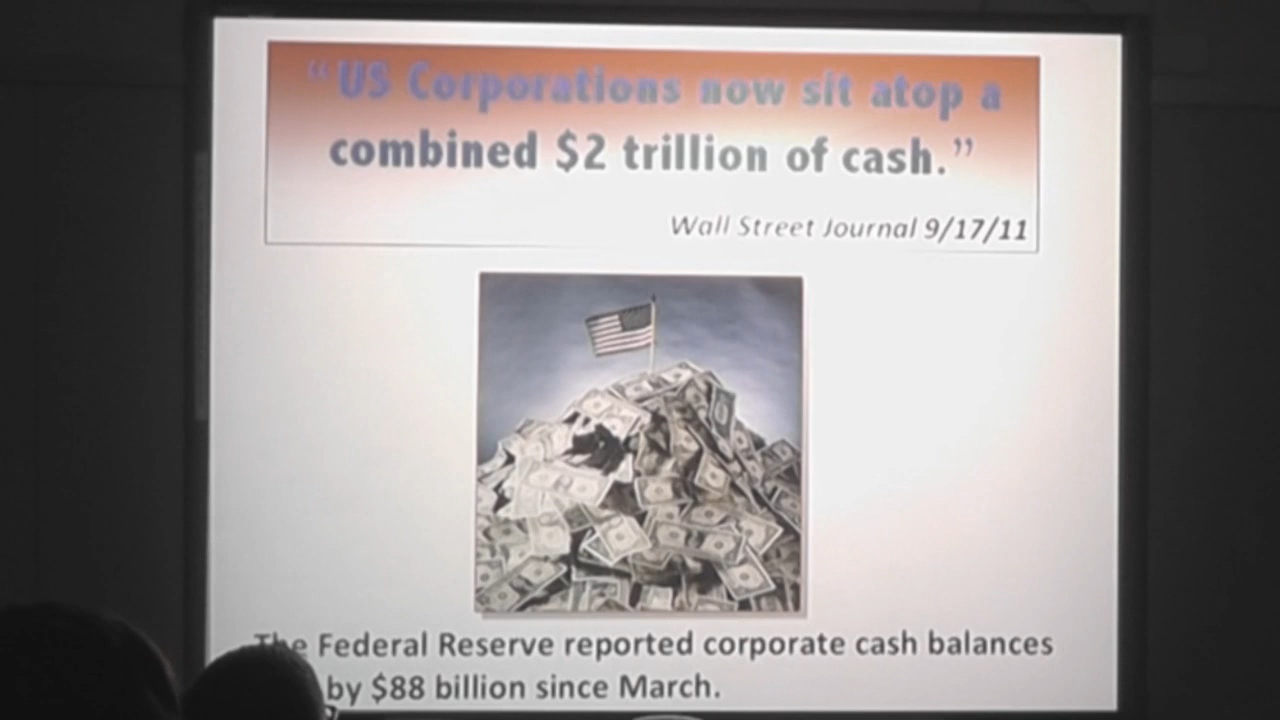 “US Corporations now sit atop a
combined $2 trillion of cash.”
Wall Street Journal 9/17/11
The Federal Reserve reported corporate cash balances
by $88 billion since March.